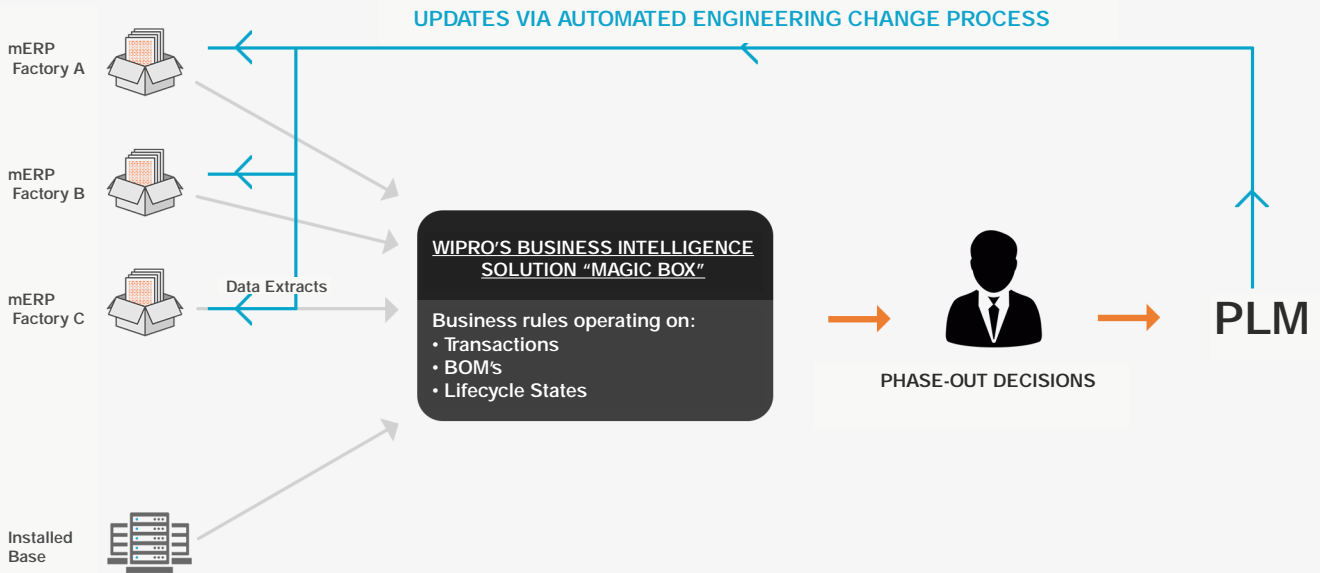 UPDATES VIA AUTOMATED ENGINEERING CHANGE PROCESS
mERP
Factory A
mERP
Factory B
mERP
Factory C
Data Extracts
WIPRO'S BUSINESS INTELLIGENCE
SOLUTION “MAGIC BOX”
Business rules operating on:
• Transactions
• BOM's
• Lifecycle States
PHASE-OUT DECISIONS
PLM
Installed
Base